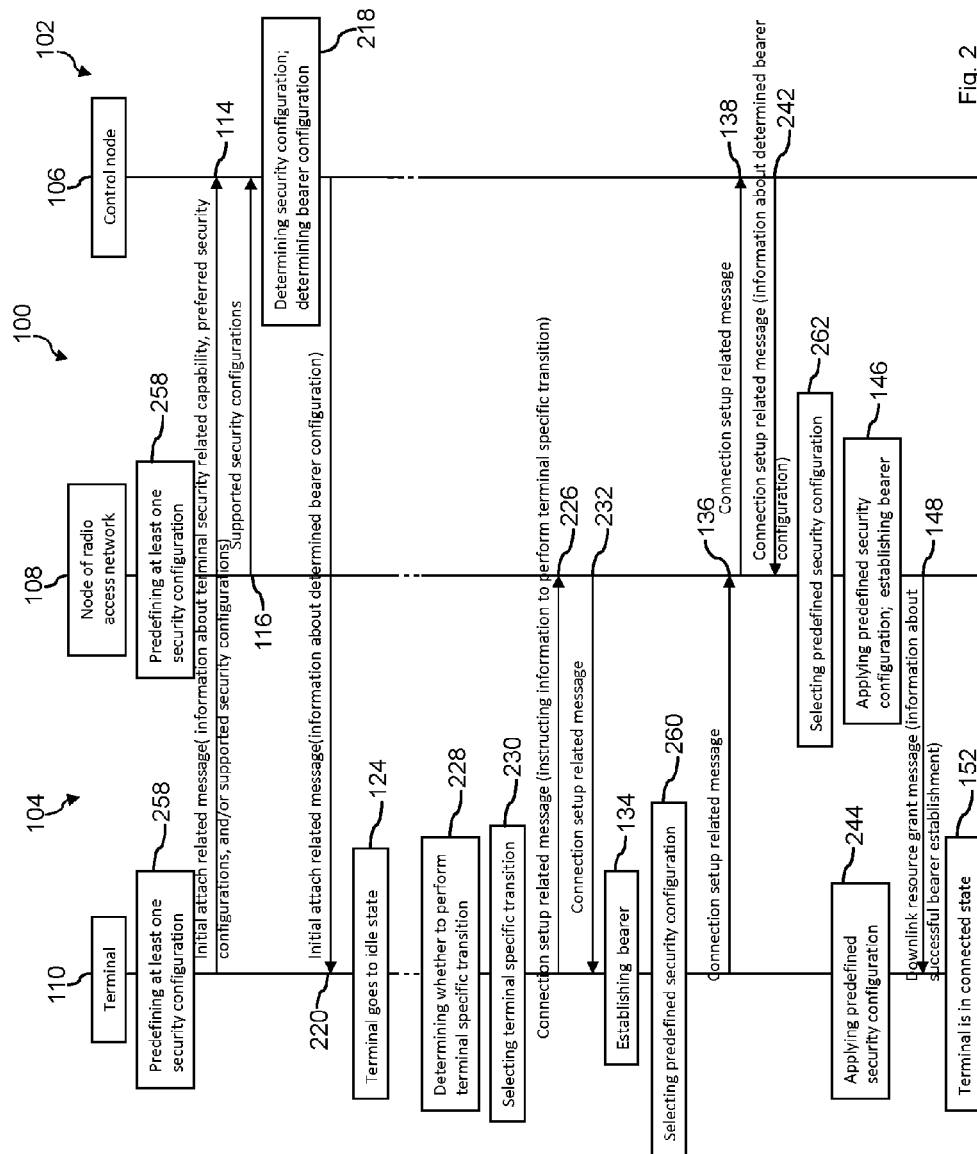 104
100
102
110
108
106
Terminal
Node of radio
access network
Control node
Predefining at least one
security configuration
258
Predefining at least one
security configuration
258
Initial attach related message( information about terminal security related capability, preferred security
configurations, and/or supported security configurations)
114
Supported security configurations
116
Determining security configuration;
determining bearer configuration
218
Initial attach related message(information about determined bearer configuration)
220
Terminal goes to idle state
124
Determining whether to perform
terminal specific transition
228
Selecting terminal specific transition
230
Connection setup related message (instructing information to perform terminal specific transition)
226
Connection setup related message
232
Establishing bearer
134
Selecting predefined security configuration
260
Connection setup related message
136
Connection setup related message
138
Connection setup related message (information about determined bearer
configuration)
242
Selecting predefined security configuration
262
Applying predefined security
configuration; establishing bearer
146
Applying predefined
security configuration
244
Downlink resource grant message (information about
successful bearer establishment)
148
Terminal is in connected state
152
Fig. 2